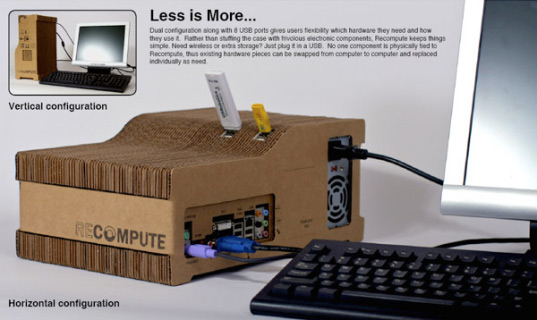 Less is More...
Dual configuration along with 8 USB ports gives users flexibility which hardware they need and how
they use it. Rather than stuffing the case with frivolous electronic components, Recompute keeps things
simple. Need wireless or extra storage? Just plug it in a USB. No one component is physically tied to
Recompute, thus existing hardware pieces can be swapped from computer to computer and replaced
individually as need.
Vertical configuration
RECOMPUTE
Horizontal configuration